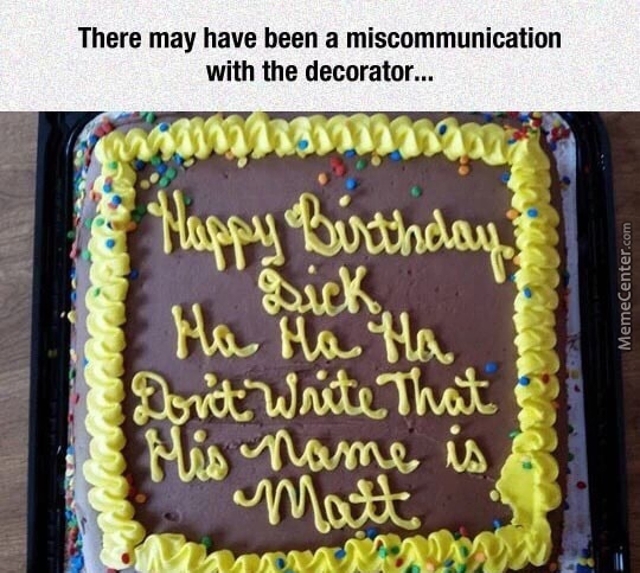 There may have been a miscommunication
with the decorator...
Happy Birthday
Dick
Ha Ha Ha
Don't Write That
His Name is
Matt
MemeCenter.com